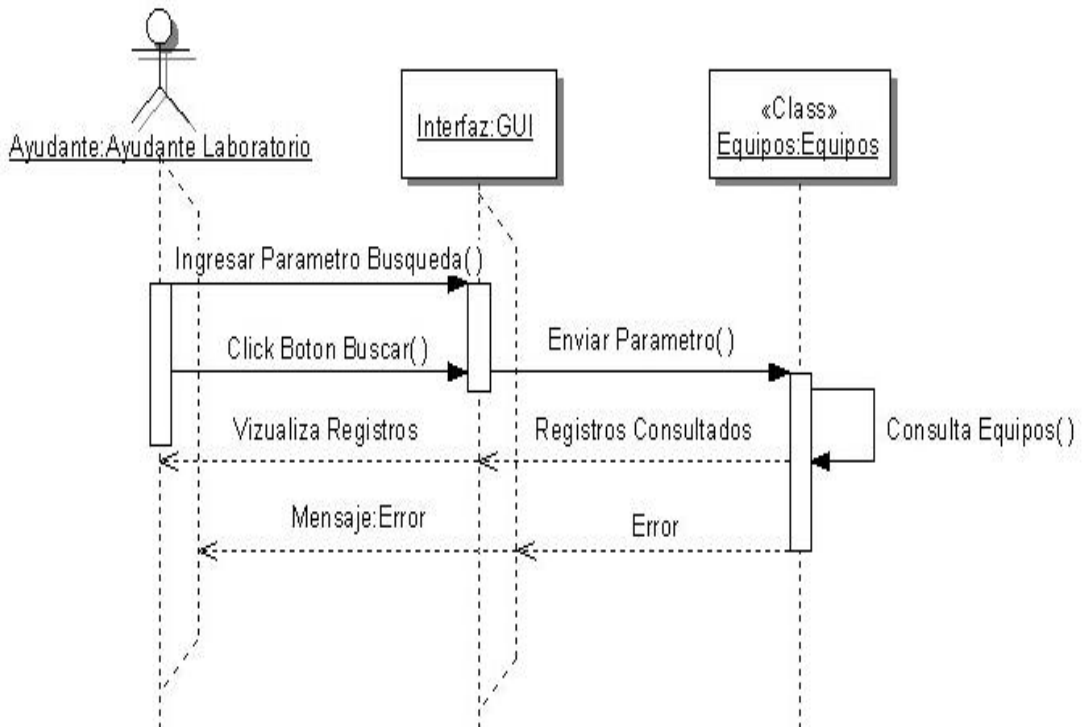 Ayudante:Ayudante Laboratorio
Interfaz:GUI
«Class»
Equipos:Equipos
Ingresar Parametro Busqueda()
Click Boton Buscar()
Enviar Parametro()
Vizualiza Registros
Registros Consultados
Consulta Equipos()
Mensaje:Error
Error